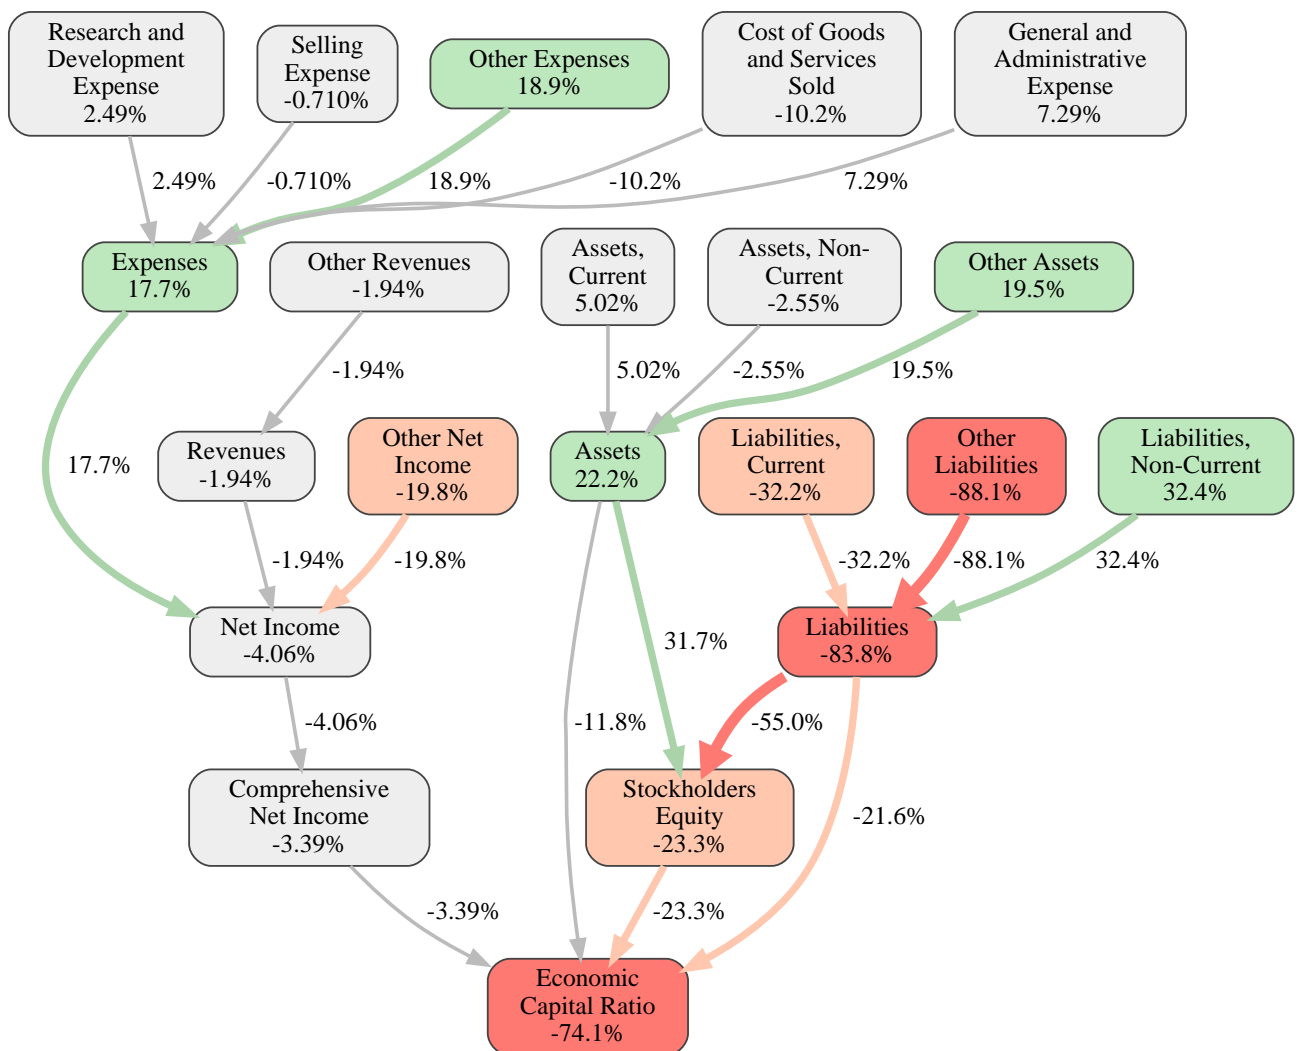 Research and
Development
Expense
2.49%
Selling
Expense
-0.710%
Other Expenses
18.9%
Cost of Goods
and Services
Sold
-10.2%
General and
Administrative
Expense
7.29%
2.49%
-0.710%
18.9%
-10.2%
7.29%
Expenses
17.7%
Other Revenues
-1.94%
Assets,
Current
5.02%
Assets, Non-
Current
-2.55%
Other Assets
19.5%
-1.94%
5.02%
-2.55%
19.5%
17.7%
Revenues
-1.94%
Other Net
Income
-19.8%
Assets
22.2%
Liabilities,
Current
-32.2%
Other
Liabilities
-88.1%
Liabilities,
Non-Current
32.4%
-1.94%
-19.8%
-32.2%
-88.1%
32.4%
Net Income
-4.06%
31.7%
Liabilities
-83.8%
-4.06%
-11.8%
-55.0%
Comprehensive
Net Income
-3.39%
Stockholders
Equity
-23.3%
-21.6%
-3.39%
-23.3%
Economic
Capital Ratio
-74.1%